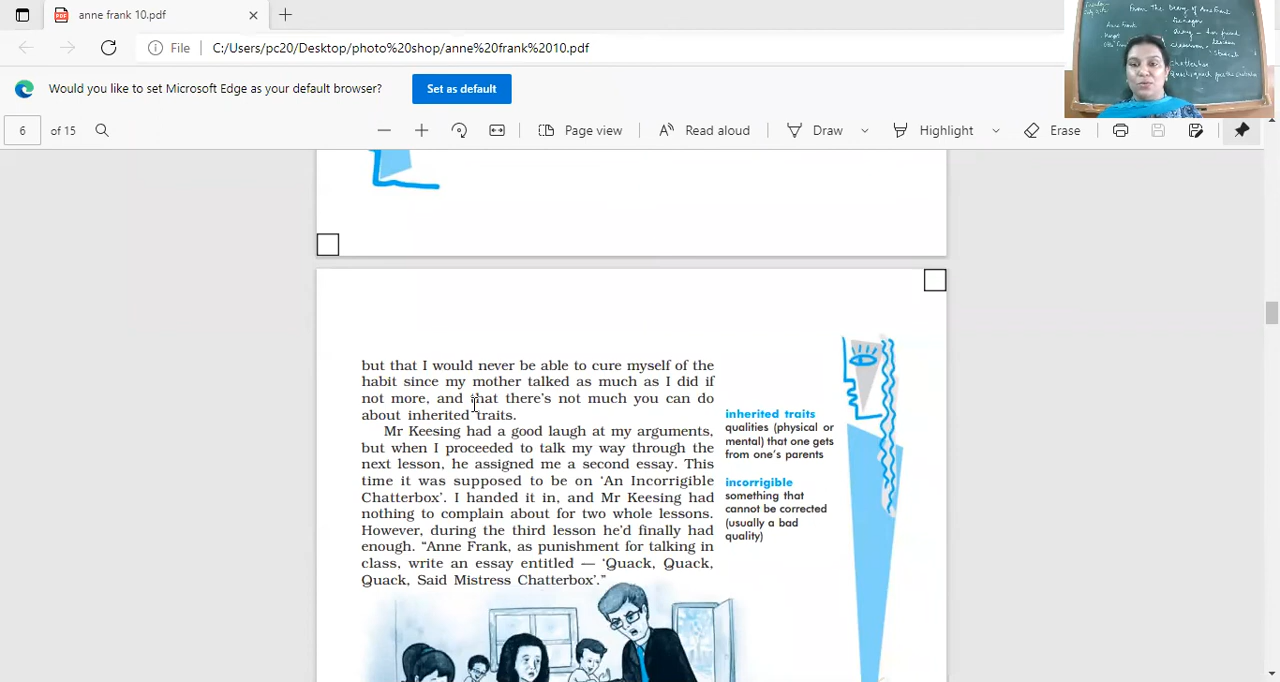 anne frank 10.pdf
File
C:/Users/pc20/Desktop/photo%20shop/anne%20frank%2010.pdf
Would you like to set Microsoft Edge as your default browser?
Set as default
6 of 15
Page view
Read aloud
Draw
Highlight
Erase
From The Diary of Anne Frank
Anne Frank
but that I would never be able to cure myself of the
habit since my mother talked as much as I did if
not more, and that there's not much you can do
about inherited traits.
Mr Keesing had a good laugh at my arguments,
but when I proceeded to talk my way through the
next lesson, he assigned me a second essay. This
time it was supposed to be on ‘An Incorrigible
Chatterbox’. I handed it in, and Mr Keesing had
nothing to complain about for two whole lessons.
However, during the third lesson he’d finally had
enough. “Anne Frank, as punishment for talking in
class, write an essay entitled — ‘Quack, Quack,
Quack, Said Mistress Chatterbox’.”
inherited traits
qualities (physical or
mental) that one gets
from one’s parents
incorrigible
something that
cannot be corrected
(usually a bad
quality)